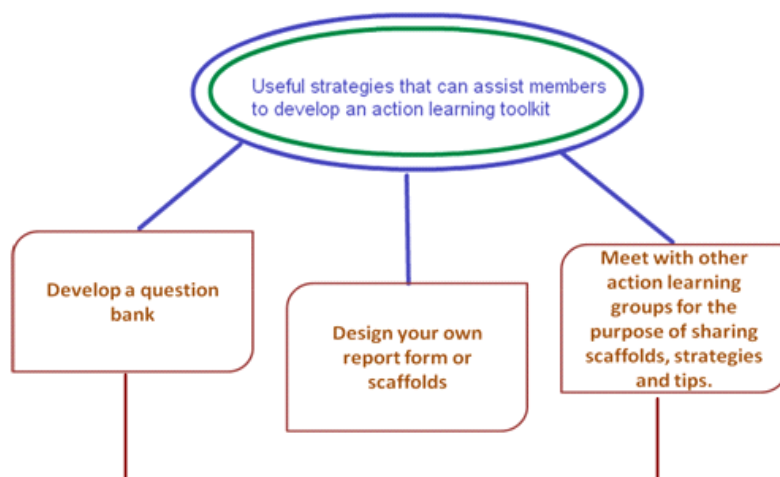 Useful strategies that can assist members
to develop an action learning toolkit
Develop a question
bank
Design your own
report form or
scaffolds
Meet with other
action learning
groups for the
purpose of sharing
scaffolds, strategies
and tips.